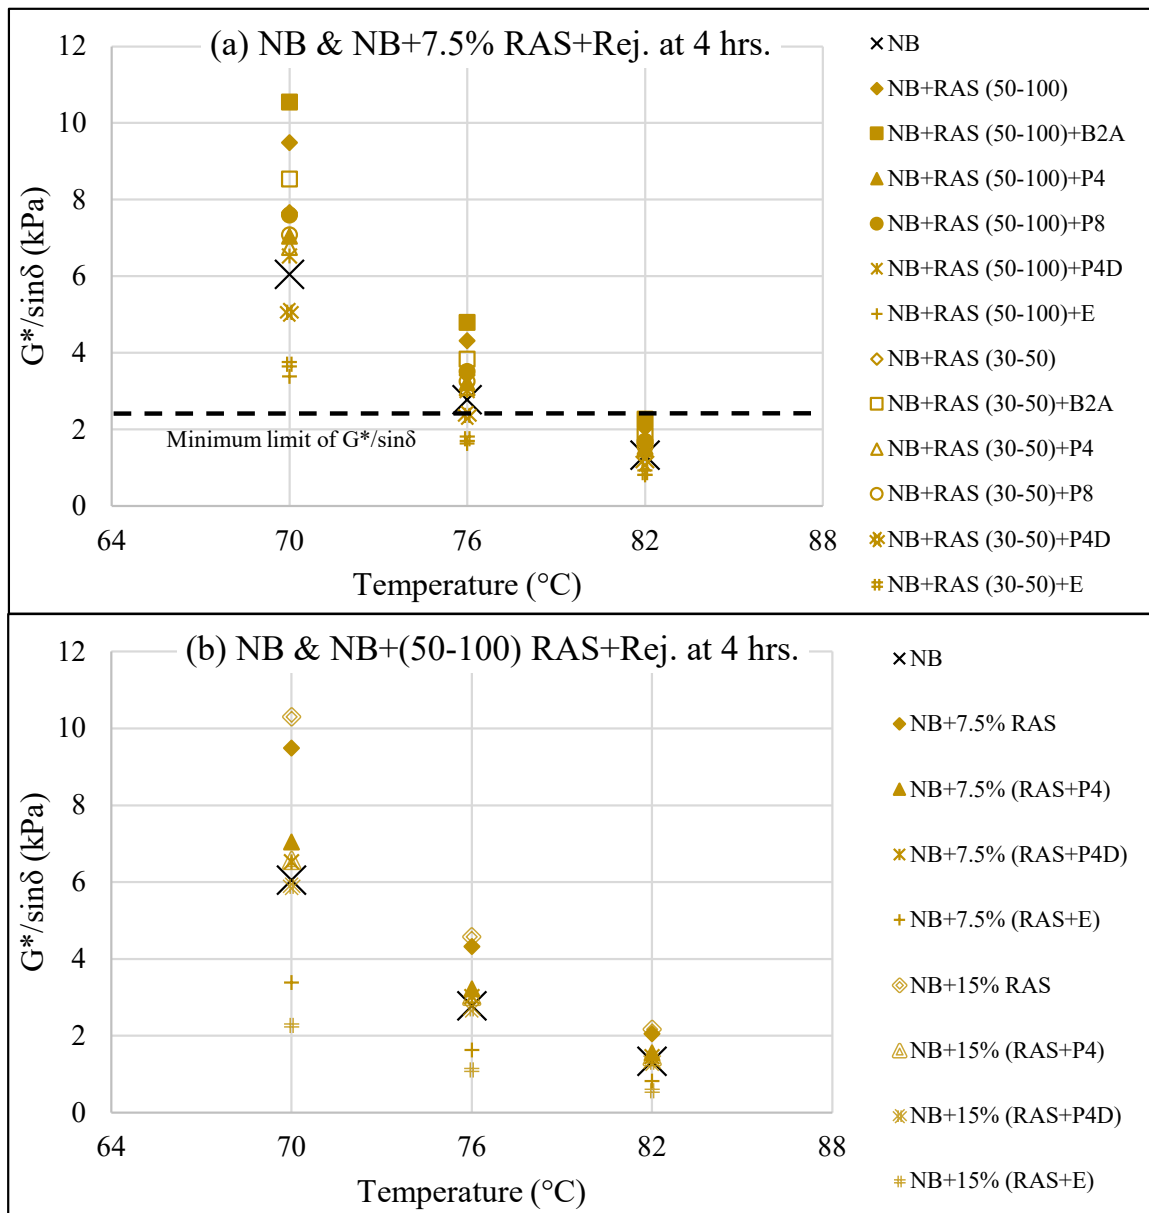 (a) NB & NB+7.5% RAS+Rej. at 4 hrs.
12
10
8
6
4
2
0
G*/sinδ (kPa)
Minimum limit of G*/sinδ
64 70 76 82 88
Temperature (°C)
NB
NB+RAS (50-100)
NB+RAS (50-100)+B2A
NB+RAS (50-100)+P4
NB+RAS (50-100)+P8
NB+RAS (50-100)+P4D
NB+RAS (50-100)+E
NB+RAS (30-50)
NB+RAS (30-50)+B2A
NB+RAS (30-50)+P4
NB+RAS (30-50)+P8
NB+RAS (30-50)+P4D
NB+RAS (30-50)+E
(b) NB & NB+(50-100) RAS+Rej. at 4 hrs.
12
10
8
6
4
2
0
G*/sinδ (kPa)
64 70 76 82 88
Temperature (°C)
NB
NB+7.5% RAS
NB+7.5% (RAS+P4)
NB+7.5% (RAS+P4D)
NB+7.5% (RAS+E)
NB+15% RAS
NB+15% (RAS+P4)
NB+15% (RAS+P4D)
NB+15% (RAS+E)